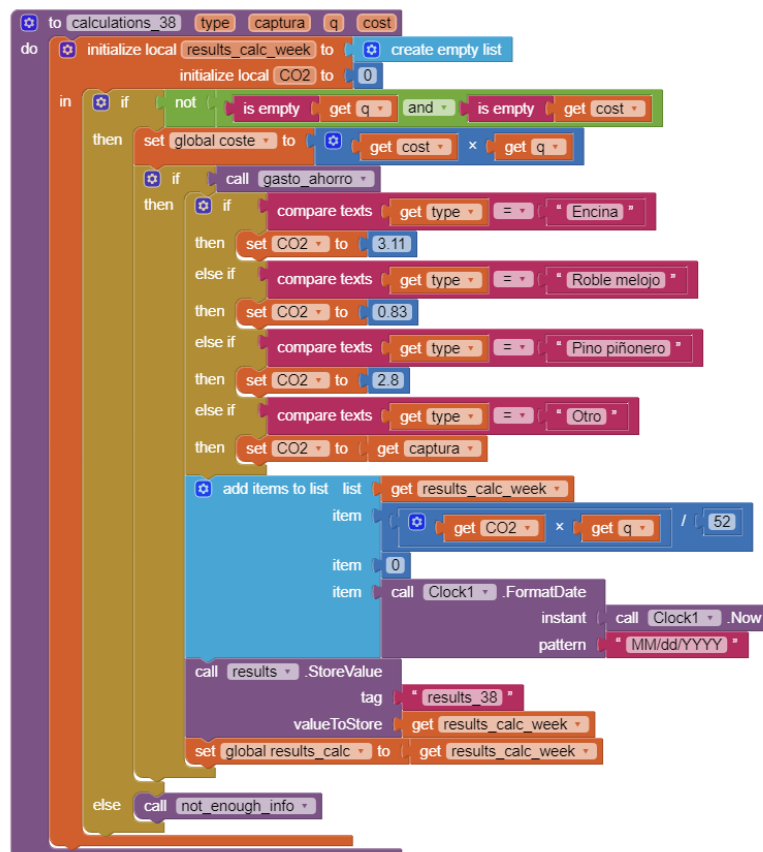 to calculations_38 type captura q cost
do initialize local results_calc_week to create empty list
initialize local CO2 to 0
in if not is empty get q and is empty get cost
then set global coste to get cost × get q
if call gasto_ahorro
then if compare texts get type = " Encina "
then set CO2 to 3.11
else if compare texts get type = " Roble melojo "
then set CO2 to 0.83
else if compare texts get type = " Pino piñonero "
then set CO2 to 2.8
else if compare texts get type = " Otro "
then set CO2 to get captura
add items to list list get results_calc_week
item get CO2 × get q / 52
item 0
item call Clock1 .FormatDate
instant call Clock1 .Now
pattern " MM/dd/YYYY "
call results .StoreValue
tag " results_38 "
valueToStore get results_calc_week
set global results_calc to get results_calc_week
else call not_enough_info